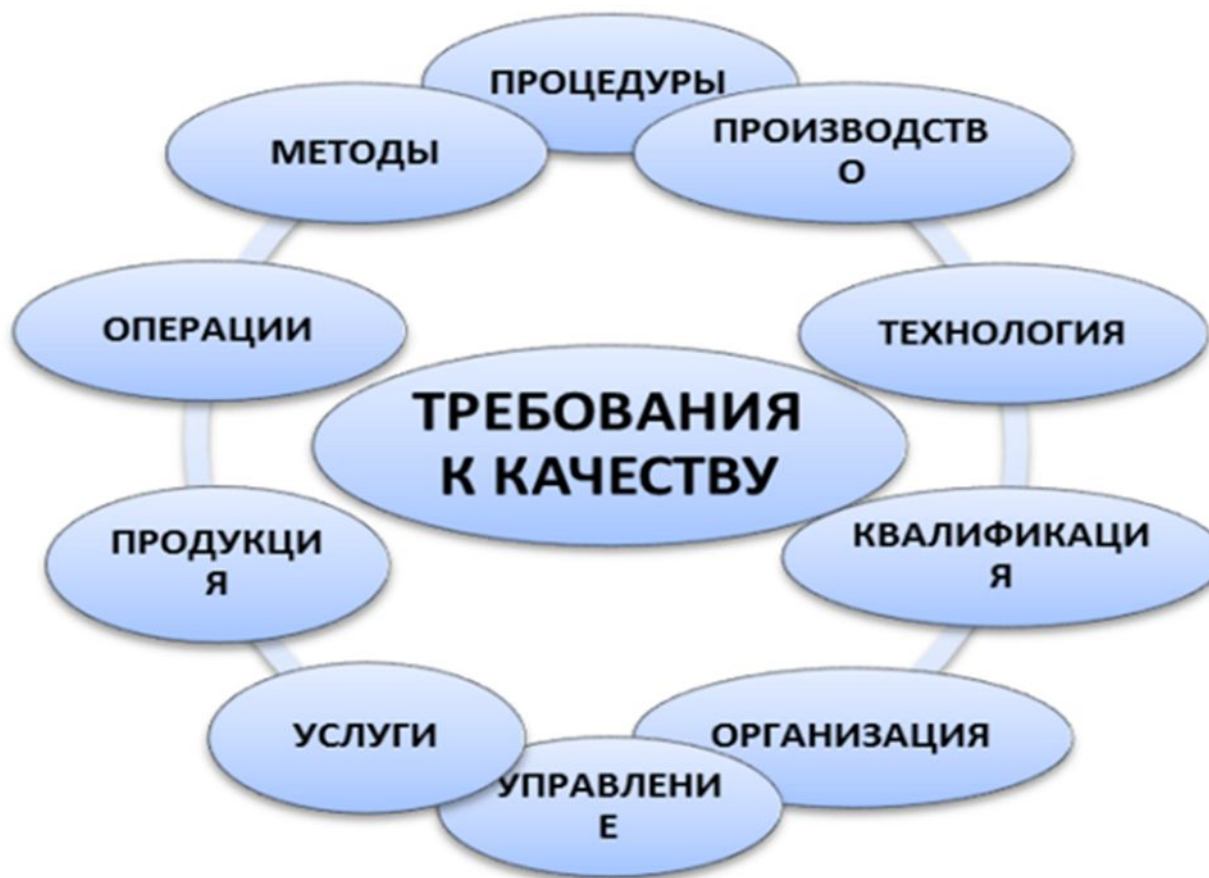 ПРОЦЕДУРЫ
МЕТОДЫ
ПРОИЗВОДСТВ
О
ОПЕРАЦИИ
ТЕХНОЛОГИЯ
ТРЕБОВАНИЯ
К КАЧЕСТВУ
ПРОДУКЦИ
Я
КВАЛИФИКАЦИ
Я
УСЛУГИ
ОРГАНИЗАЦИЯ
УПРАВЛЕНИ
Е